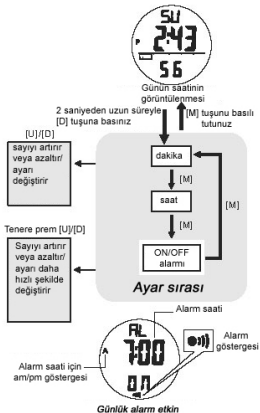 SU
P 2:43
56
Günün saatinin
görüntülenmesi
2 saniyeden uzun süreyle
[D] tuşuna basınız
[M] tuşunu basılı
tutunuz
[U]/[D]
sayıyı artırır
veya azaltır/
ayarı
değiştirir
dakika
[M]
saat
[M]
[M]
ON/OFF
alarmı
Ayar sırası
Tenere prem [U]/[D]
Sayıyı artırır
veya azaltır/
ayarı daha
hızlı şekilde
değiştirir
Alarm saati
AL
A 7:00
ON
Alarm
göstergesi
Alarm saati için
am/pm göstergesi
Günlük alarm etkin